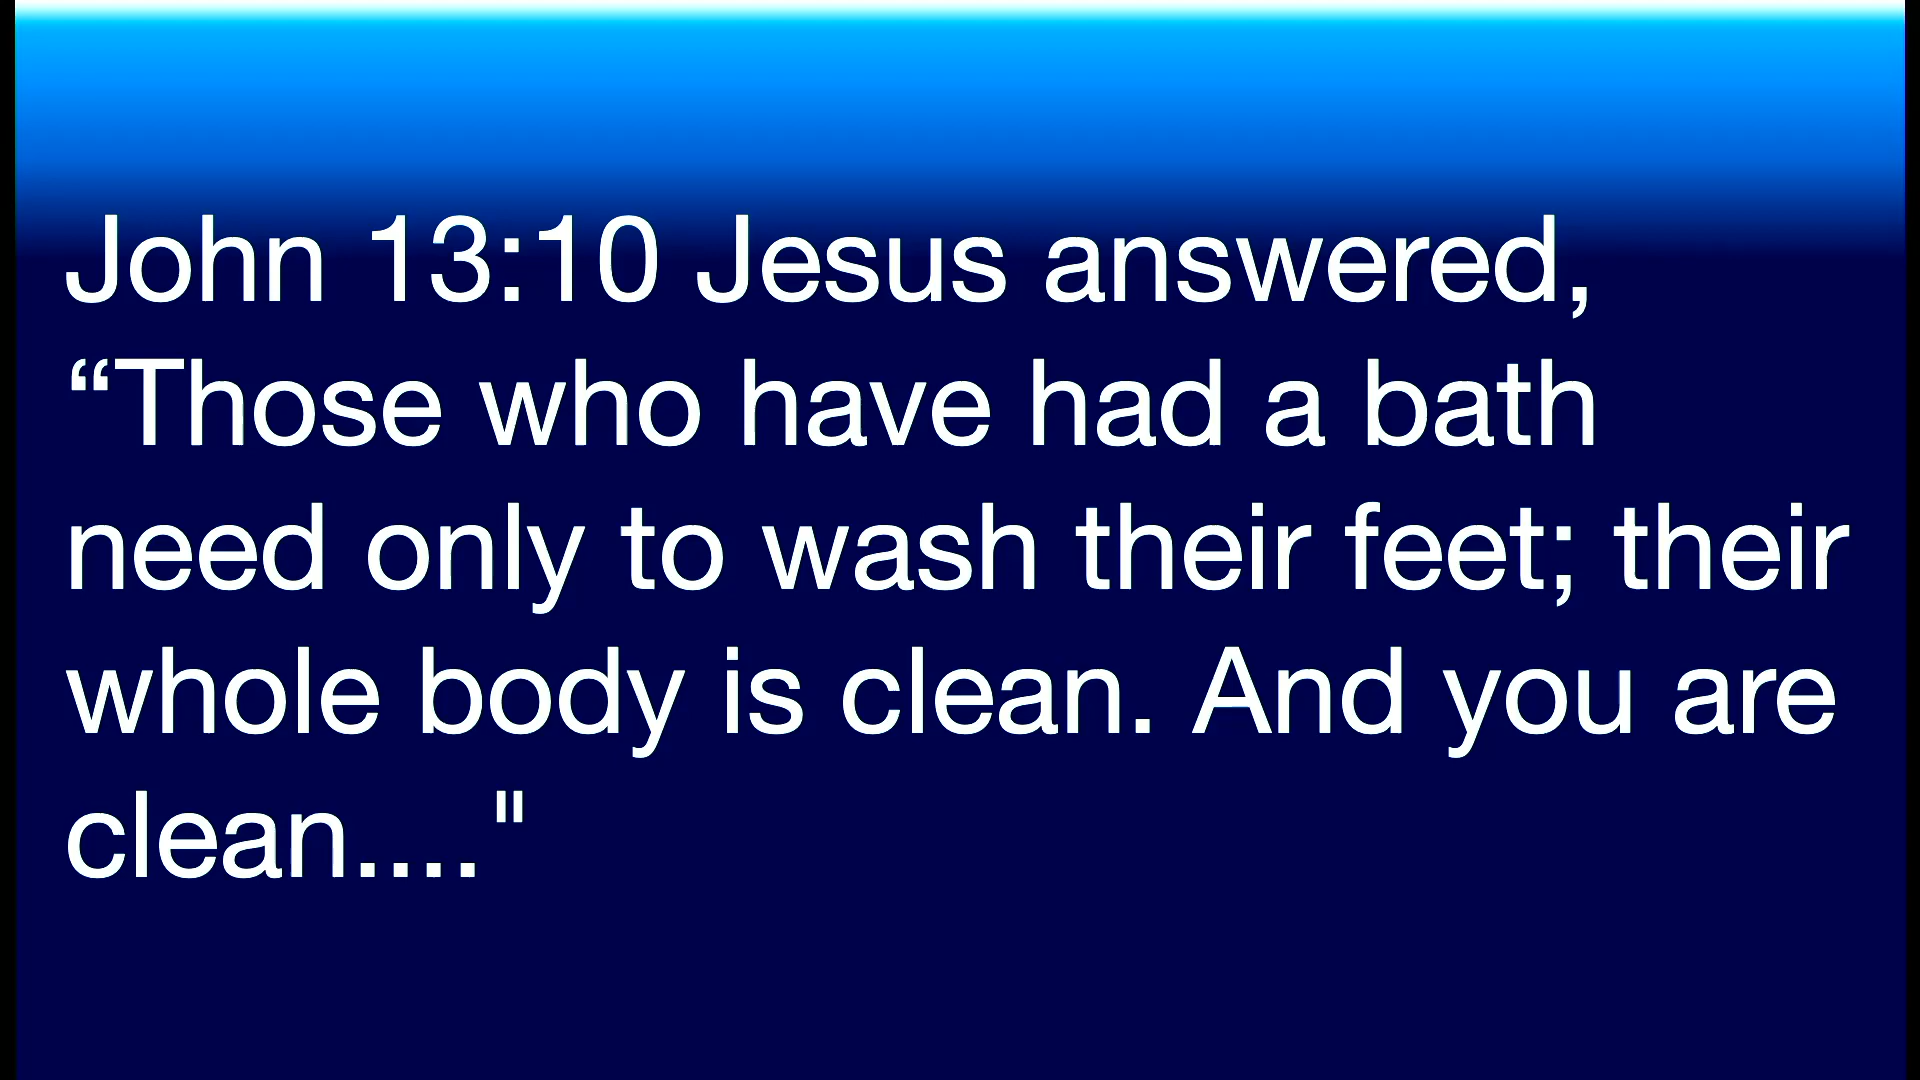 John 13:10 Jesus answered,
“Those who have had a bath
need only to wash their feet; their
whole body is clean. And you are
clean...."